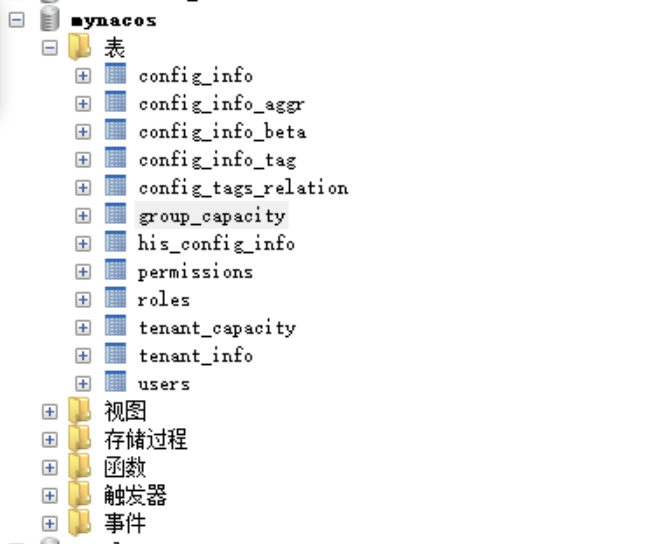 mynacos
表
config_info
config_info_aggr
config_info_beta
config_info_tag
config_tags_relation
group_capacity
his_config_info
permissions
roles
tenant_capacity
tenant_info
users
视图
存储过程
函数
触发器
事件